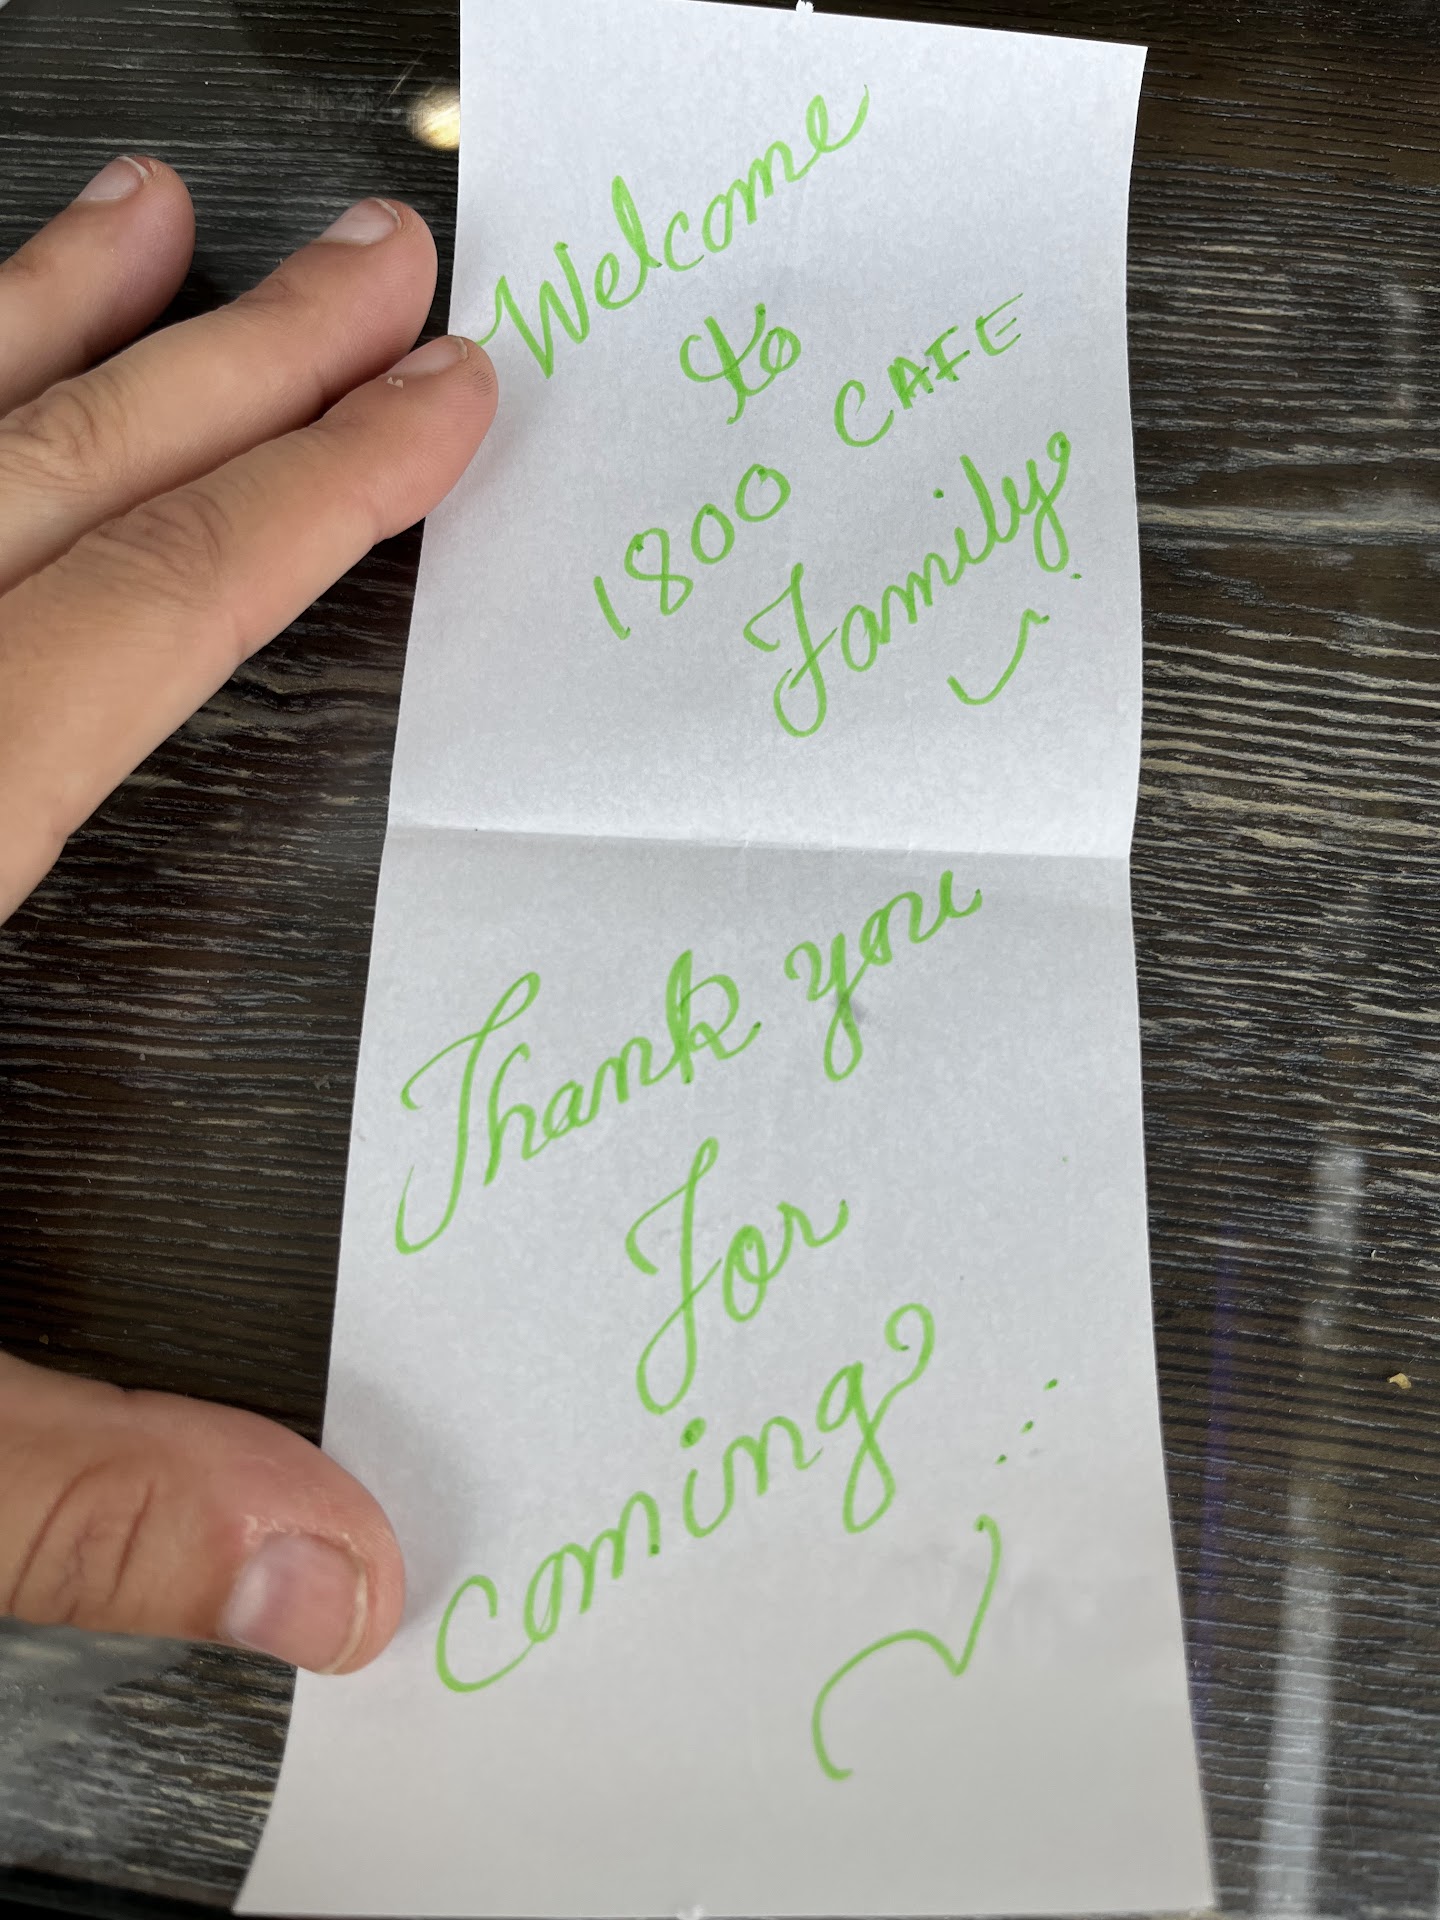 Welcome
to
1800 CAFE
Family
Thank you
For
coming